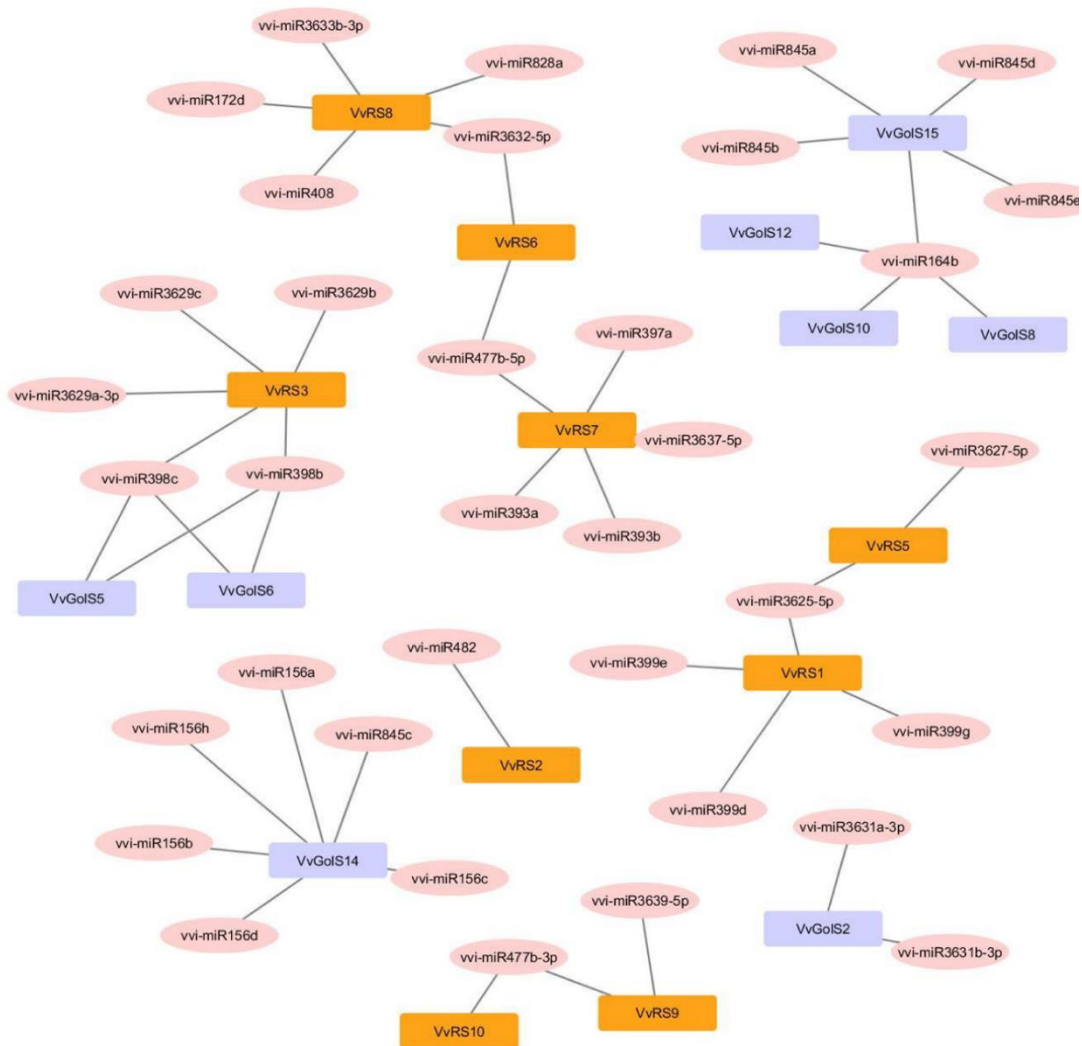 vvi-miR3633b-3p
vvi-miR828a
vvi-miR172d
VvRS8
vvi-miR3632-5p
vvi-miR408
VvRS6
vvi-miR845a
vvi-miR845d
VvGolS15
vvi-miR845b
vvi-miR845e
VvGolS12
vvi-miR164b
VvGolS10
VvGolS8
vvi-miR3629c
vvi-miR3629b
VvRS3
vvi-miR3629a-3p
vvi-miR398c
vvi-miR398b
VvGolS5
VvGolS6
vvi-miR397a
vvi-miR477b-5p
VvRS7
vvi-miR3637-5p
vvi-miR393a
vvi-miR393b
vvi-miR3627-5p
VvRS5
vvi-miR3625-5p
vvi-miR399e
VvRS1
vvi-miR399g
vvi-miR399d
vvi-miR482
VvRS2
vvi-miR156a
vvi-miR156h
vvi-miR845c
vvi-miR156b
VvGolS14
vvi-miR156c
vvi-miR156d
vvi-miR3631a-3p
VvGolS2
vvi-miR3631b-3p
vvi-miR3639-5p
vvi-miR477b-3p
VvRS9
VvRS10